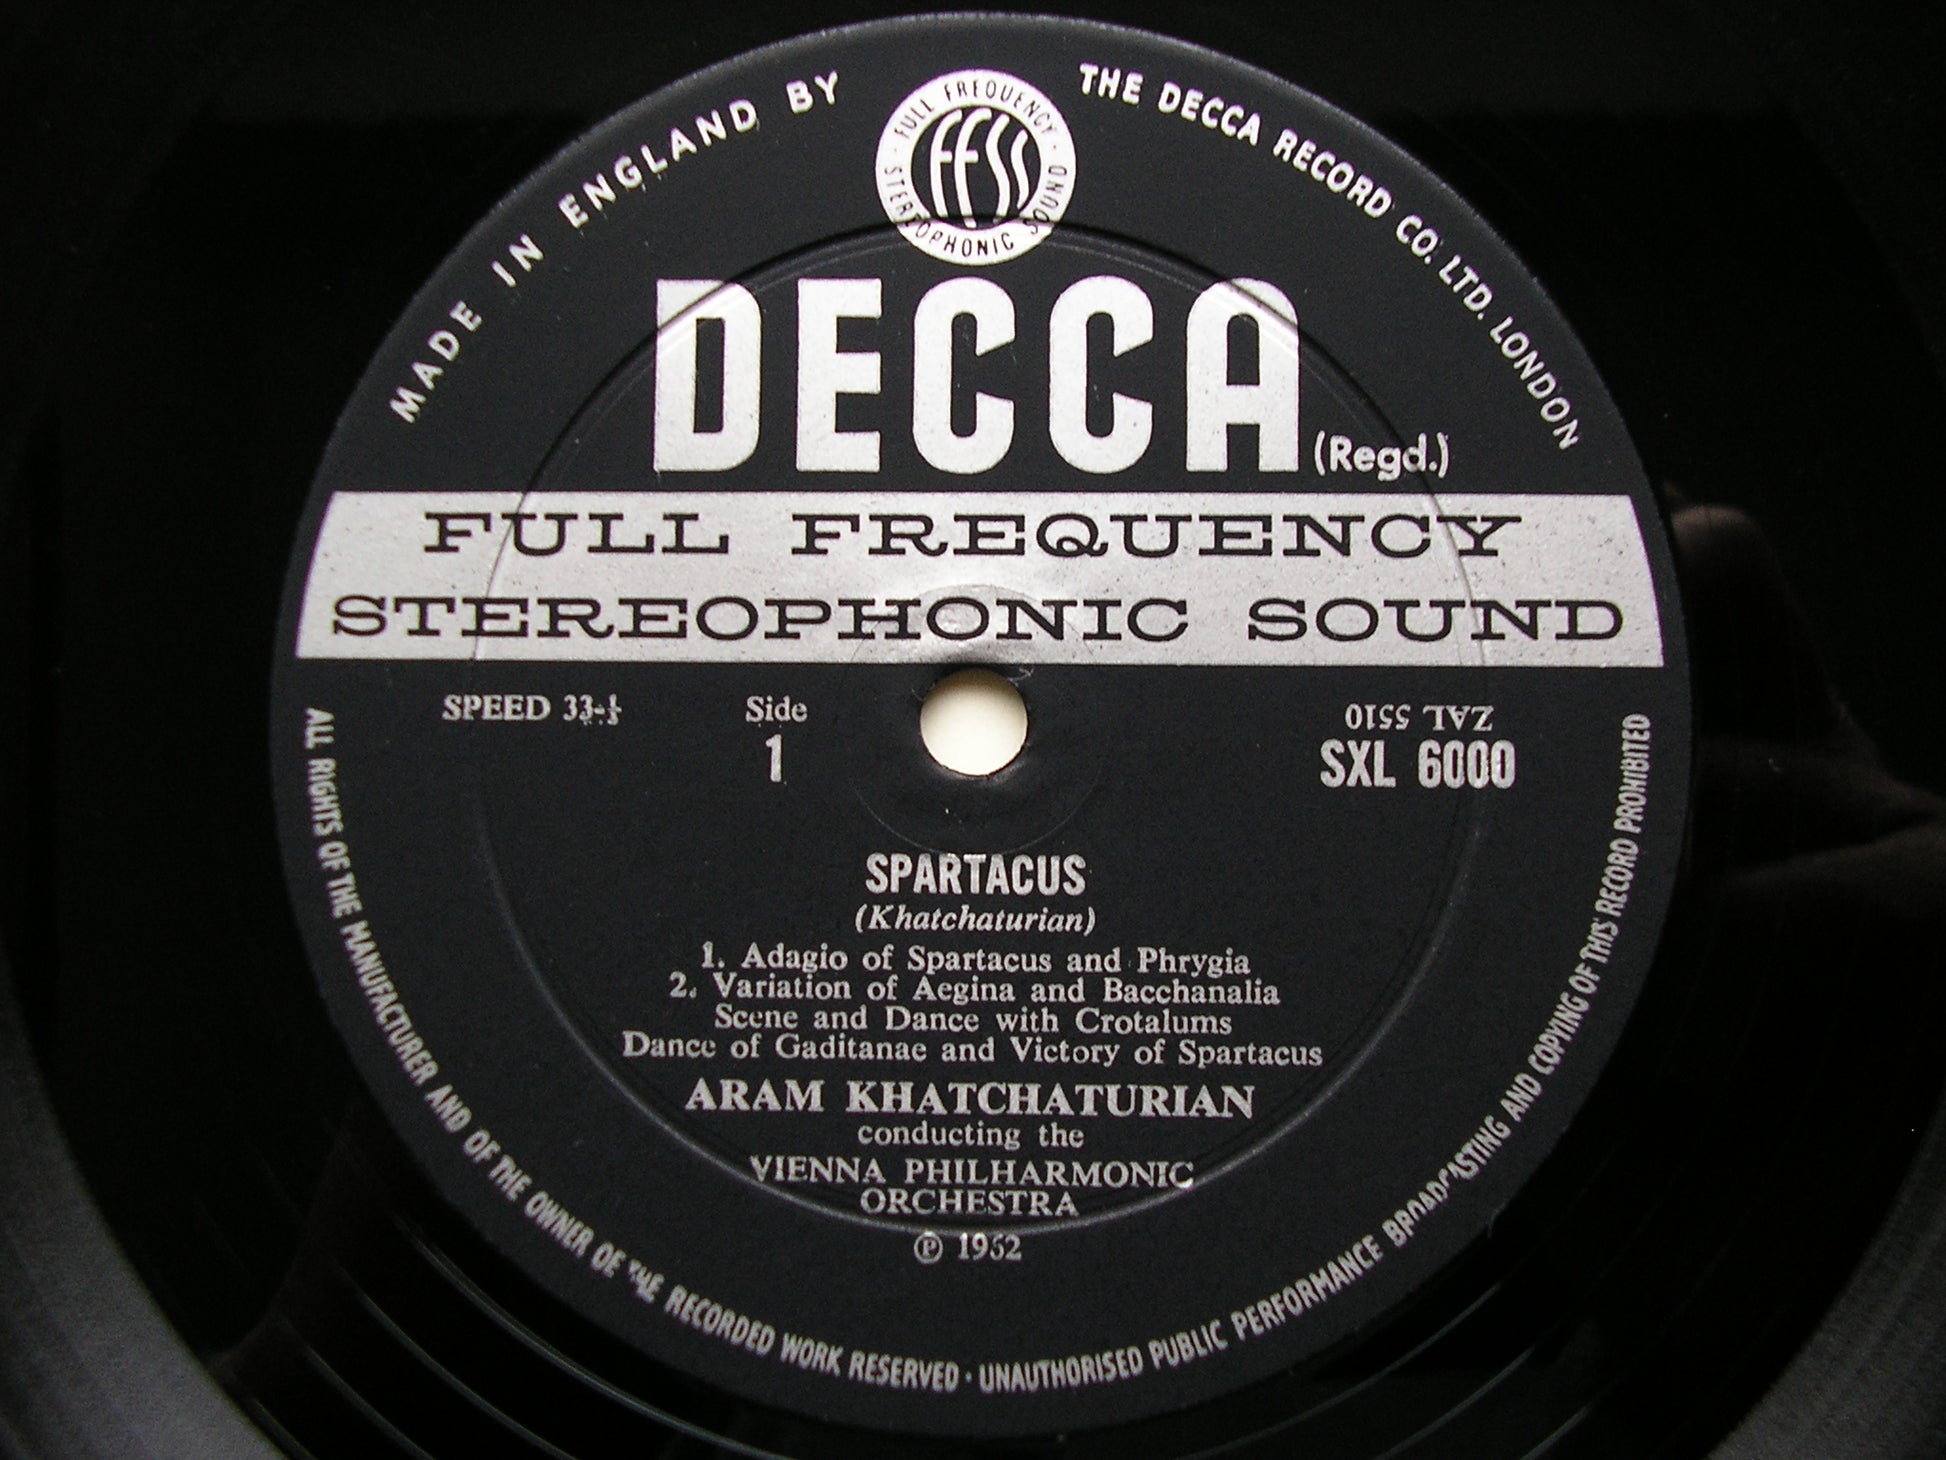 MADE IN ENGLAND BY
THE DECCA RECORD CO. LTD. LONDON
FULL FREQUENCY
STEREOPHONIC SOUND
FFSS
DECCA (Regd.)
FULL FREQUENCY
STEREOPHONIC SOUND
SPEED 33⅓
Side
1
ZAL 5510
SXL 6000
SPARTACUS
(Khatchaturian)
1. Adagio of Spartacus and Phrygia
2. Variation of Aegina and Bacchanalia
Scene and Dance with Crotalums
Dance of Gaditanae and Victory of Spartacus
ARAM KHATCHATURIAN
conducting the
VIENNA PHILHARMONIC
ORCHESTRA
℗ 1962
ALL RIGHTS OF THE MANUFACTURER AND OF THE OWNER OF THE RECORDED WORK RESERVED · UNAUTHORISED PUBLIC PERFORMANCE BROADCASTING AND COPYING OF THIS RECORD PROHIBITED